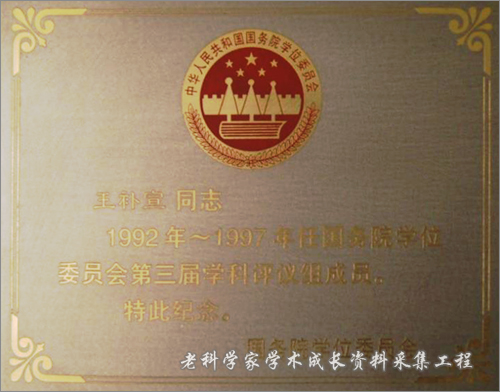 中华人民共和国国务院学位委员会
王补宣 同志
1992年～1997年任国务院学位
委员会第三届学科评议组成员。
特此纪念。
国务院学位委员会
老科学家学术成长资料采集工程